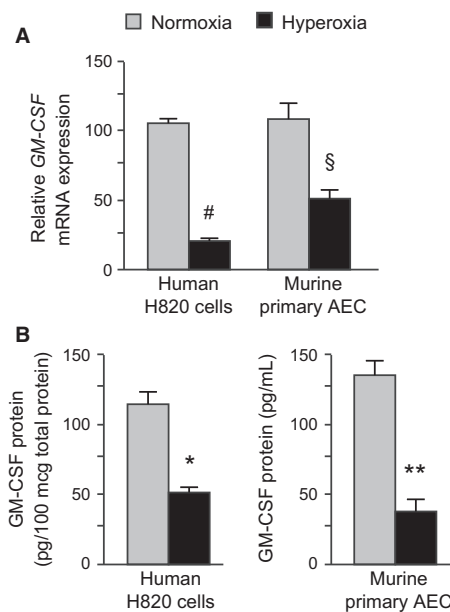 Normoxia Hyperoxia
A
Relative GM-CSF
mRNA expression
150
100
50
0
#
§
Human
H820 cells
Murine
primary AEC
B
GM-CSF protein
(pg/100 mcg total protein)
150
100
50
0
*
Human
H820 cells
GM-CSF protein (pg/mL)
150
100
50
0
**
Murine
primary AEC